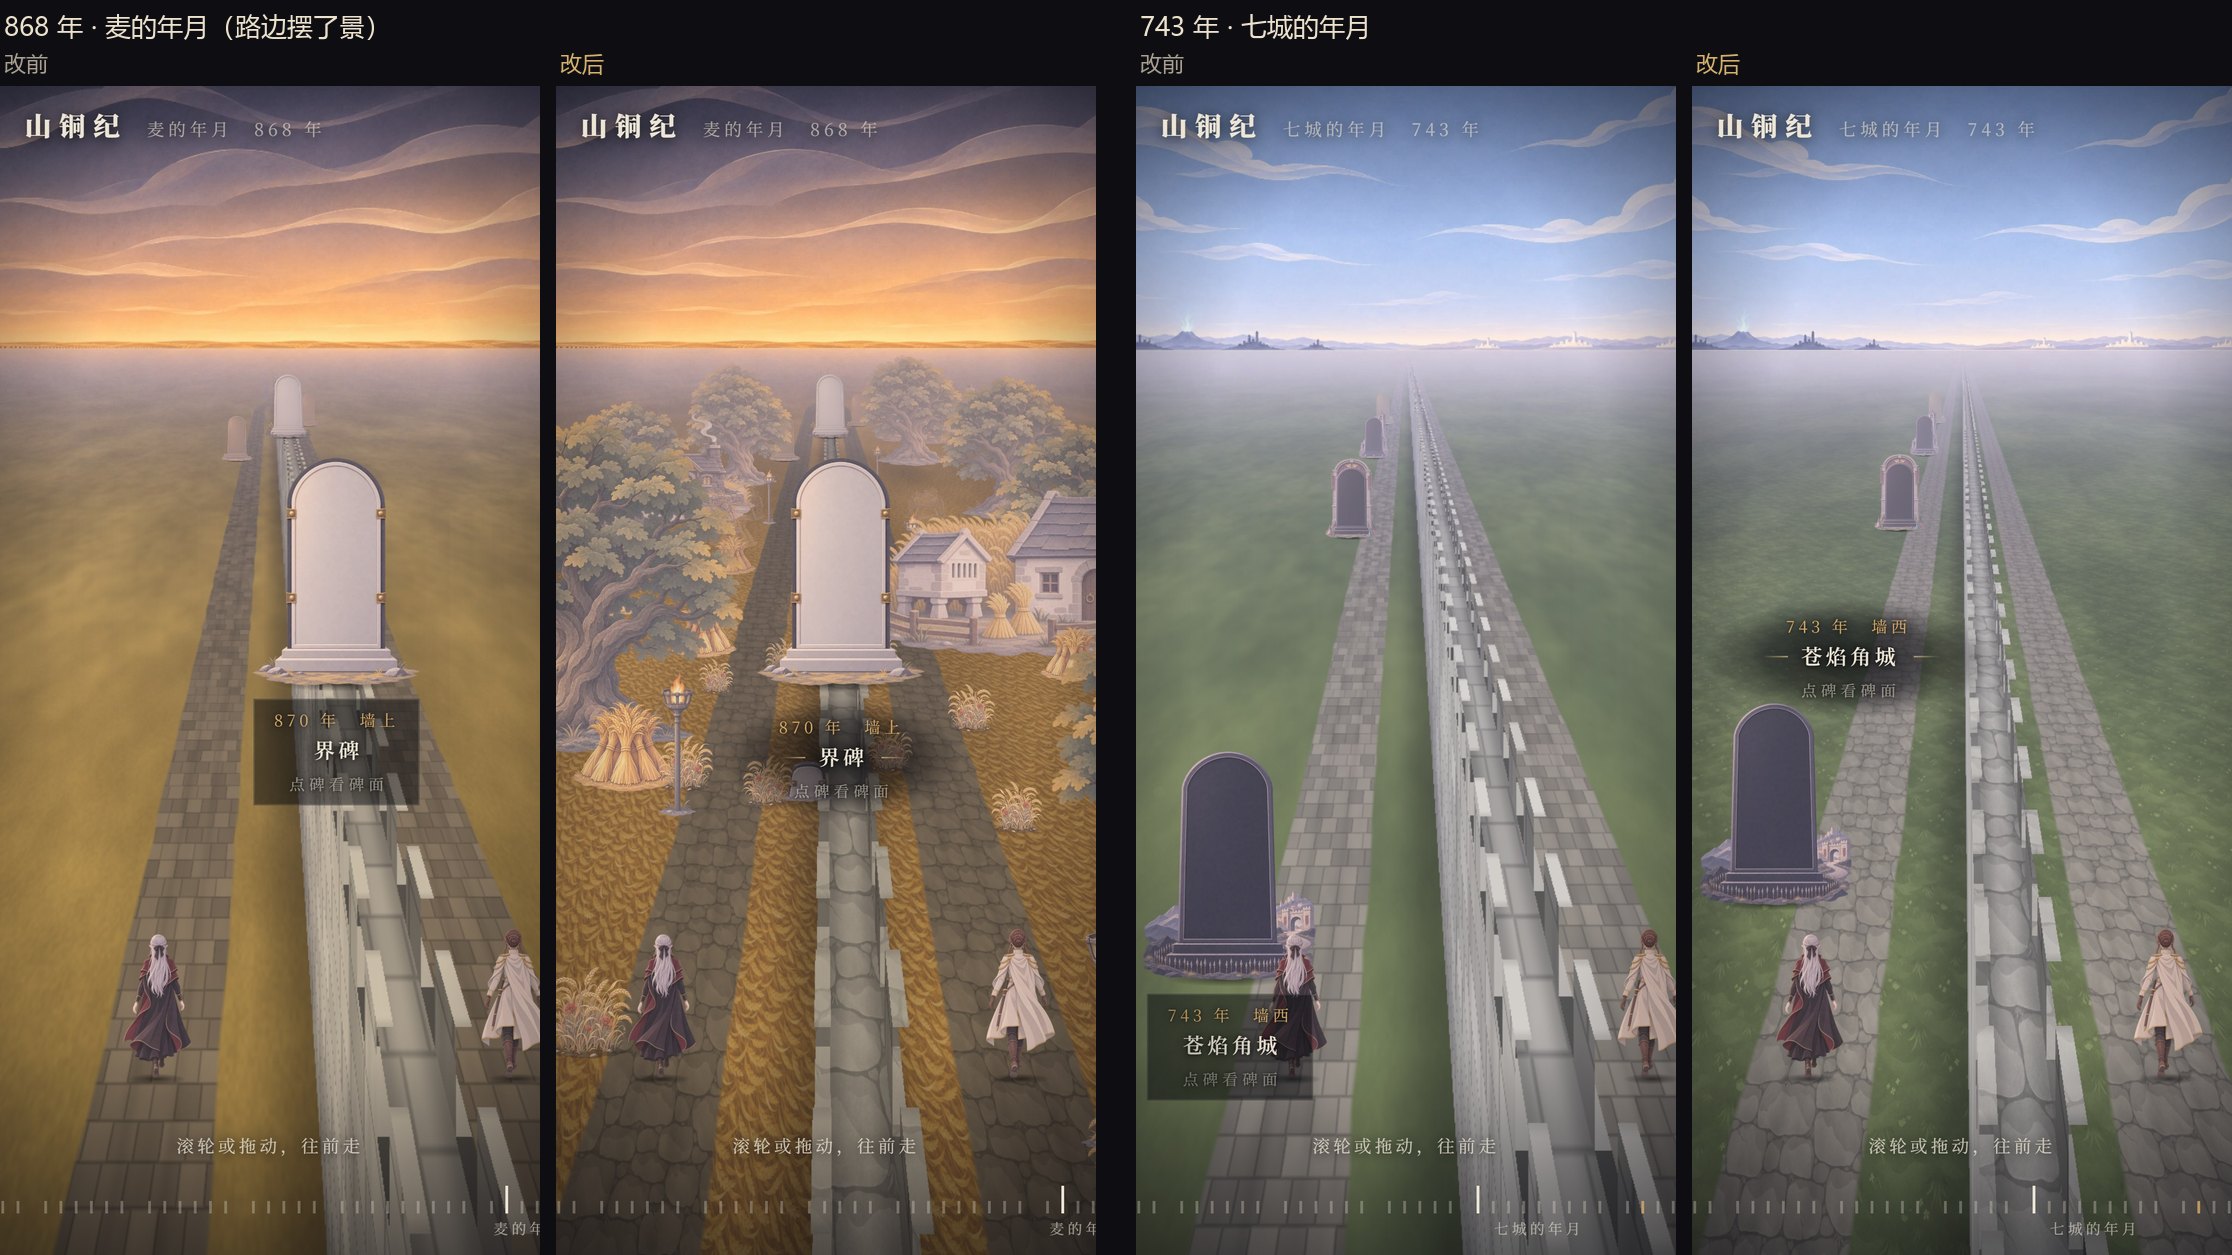 868 年 · 麦的年月（路边摆了景）
改前
山铜纪 麦的年月 868 年
870 年 墙上
界碑
点碑看碑面
滚轮或拖动，往前走
麦的年
改后
山铜纪 麦的年月 868 年
870 年 墙上
界碑
点碑看碑面
滚轮或拖动，往前走
麦的年
743 年 · 七城的年月
改前
山铜纪 七城的年月 743 年
743 年 墙西
苍焰角城
点碑看碑面
滚轮或拖动，往前走
七城的年月
改后
山铜纪 七城的年月 743 年
743 年 墙西
苍焰角城
点碑看碑面
滚轮或拖动，往前走
七城的年月